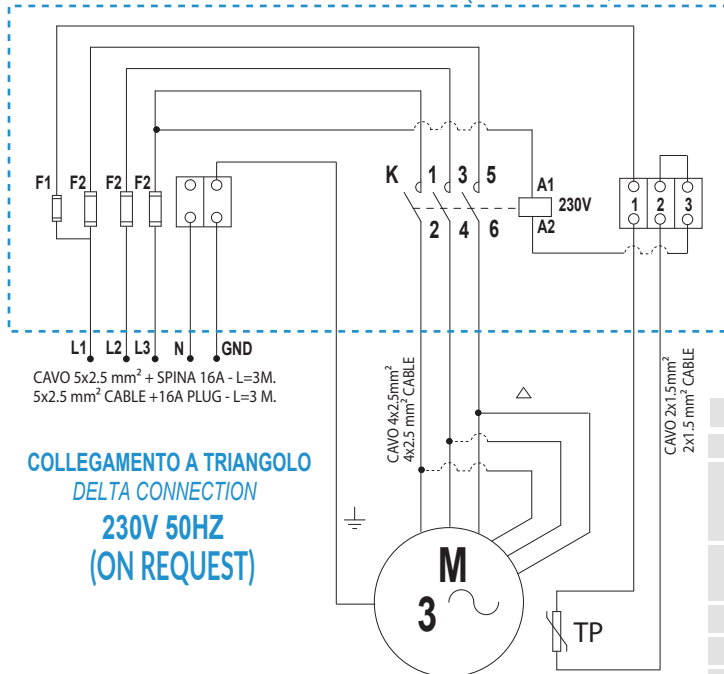 F1 F2 F2 F2
K 1 3 5
A1
230V
A2
1 2 3
2 4 6
L1 L2 L3 N GND
CAVO 5x2.5 mm² + SPINA 16A - L=3M.
5x2.5 mm² CABLE +16A PLUG - L=3 M.
CAVO 4x2.5mm²
4x2.5 mm² CABLE
CAVO 2x1.5mm²
2x1.5 mm² CABLE
COLLEGAMENTO A TRIANGOLO
DELTA CONNECTION
230V 50HZ
(ON REQUEST)
M
3
TP